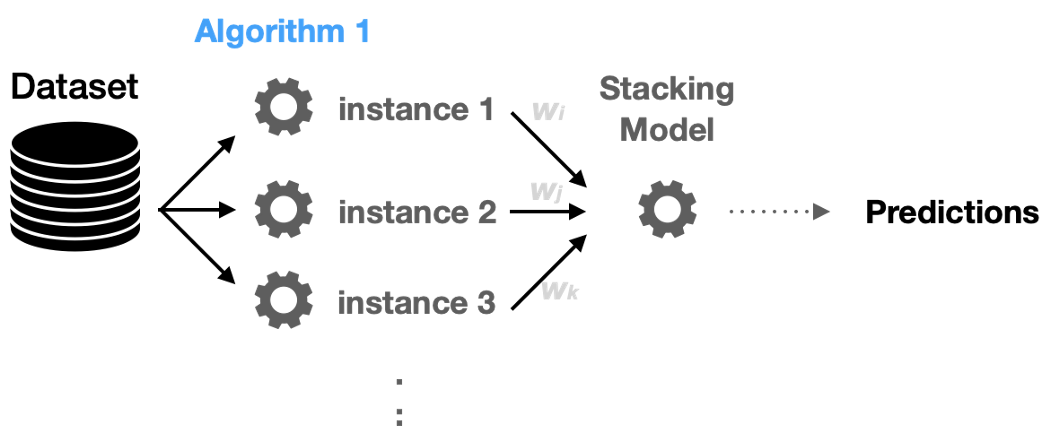 Algorithm 1
Dataset
instance 1
wi
Stacking
Model
instance 2
wj
Predictions
instance 3
wk